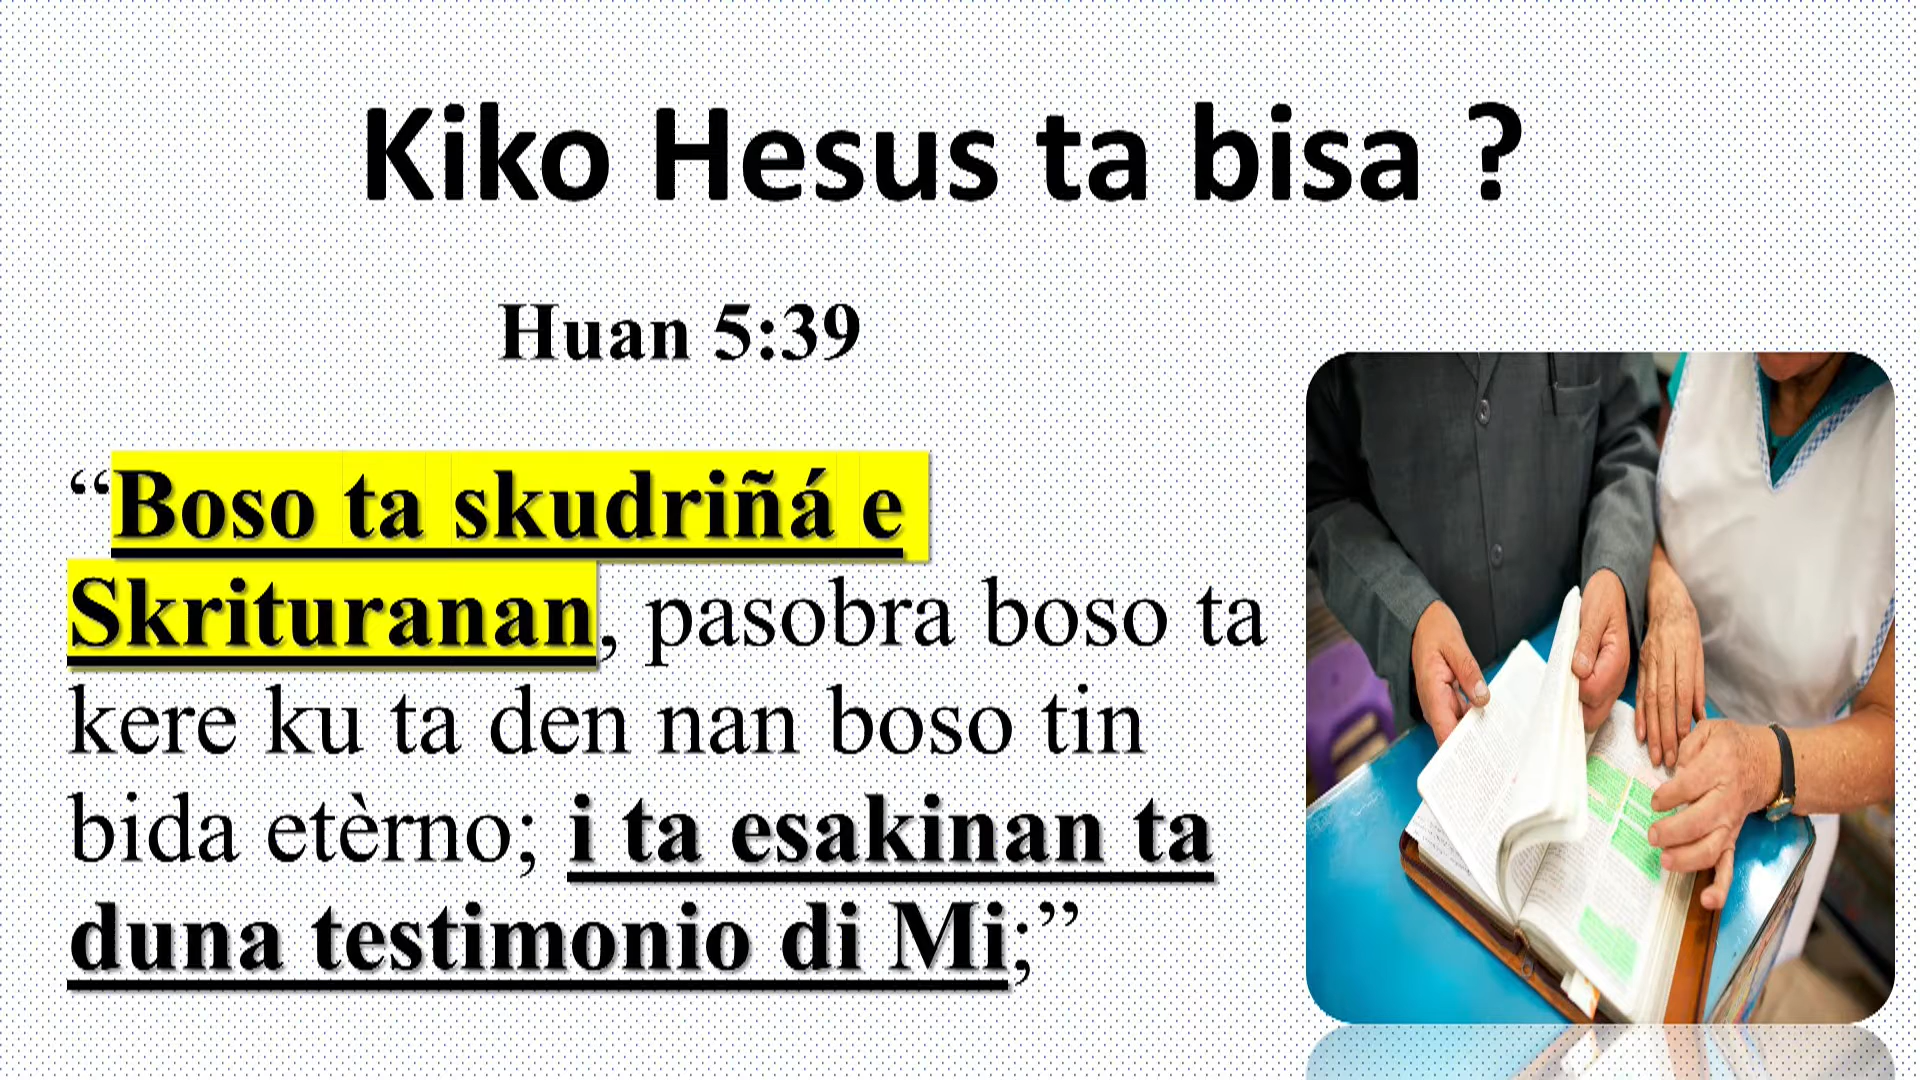 Kiko Hesus ta bisa ?
Huan 5:39
“Boso ta skudriñá e
Skrituranan, pasobra boso ta
kere ku ta den nan boso tin
bida etèrno; i ta esakinan ta
duna testimonio di Mi;”